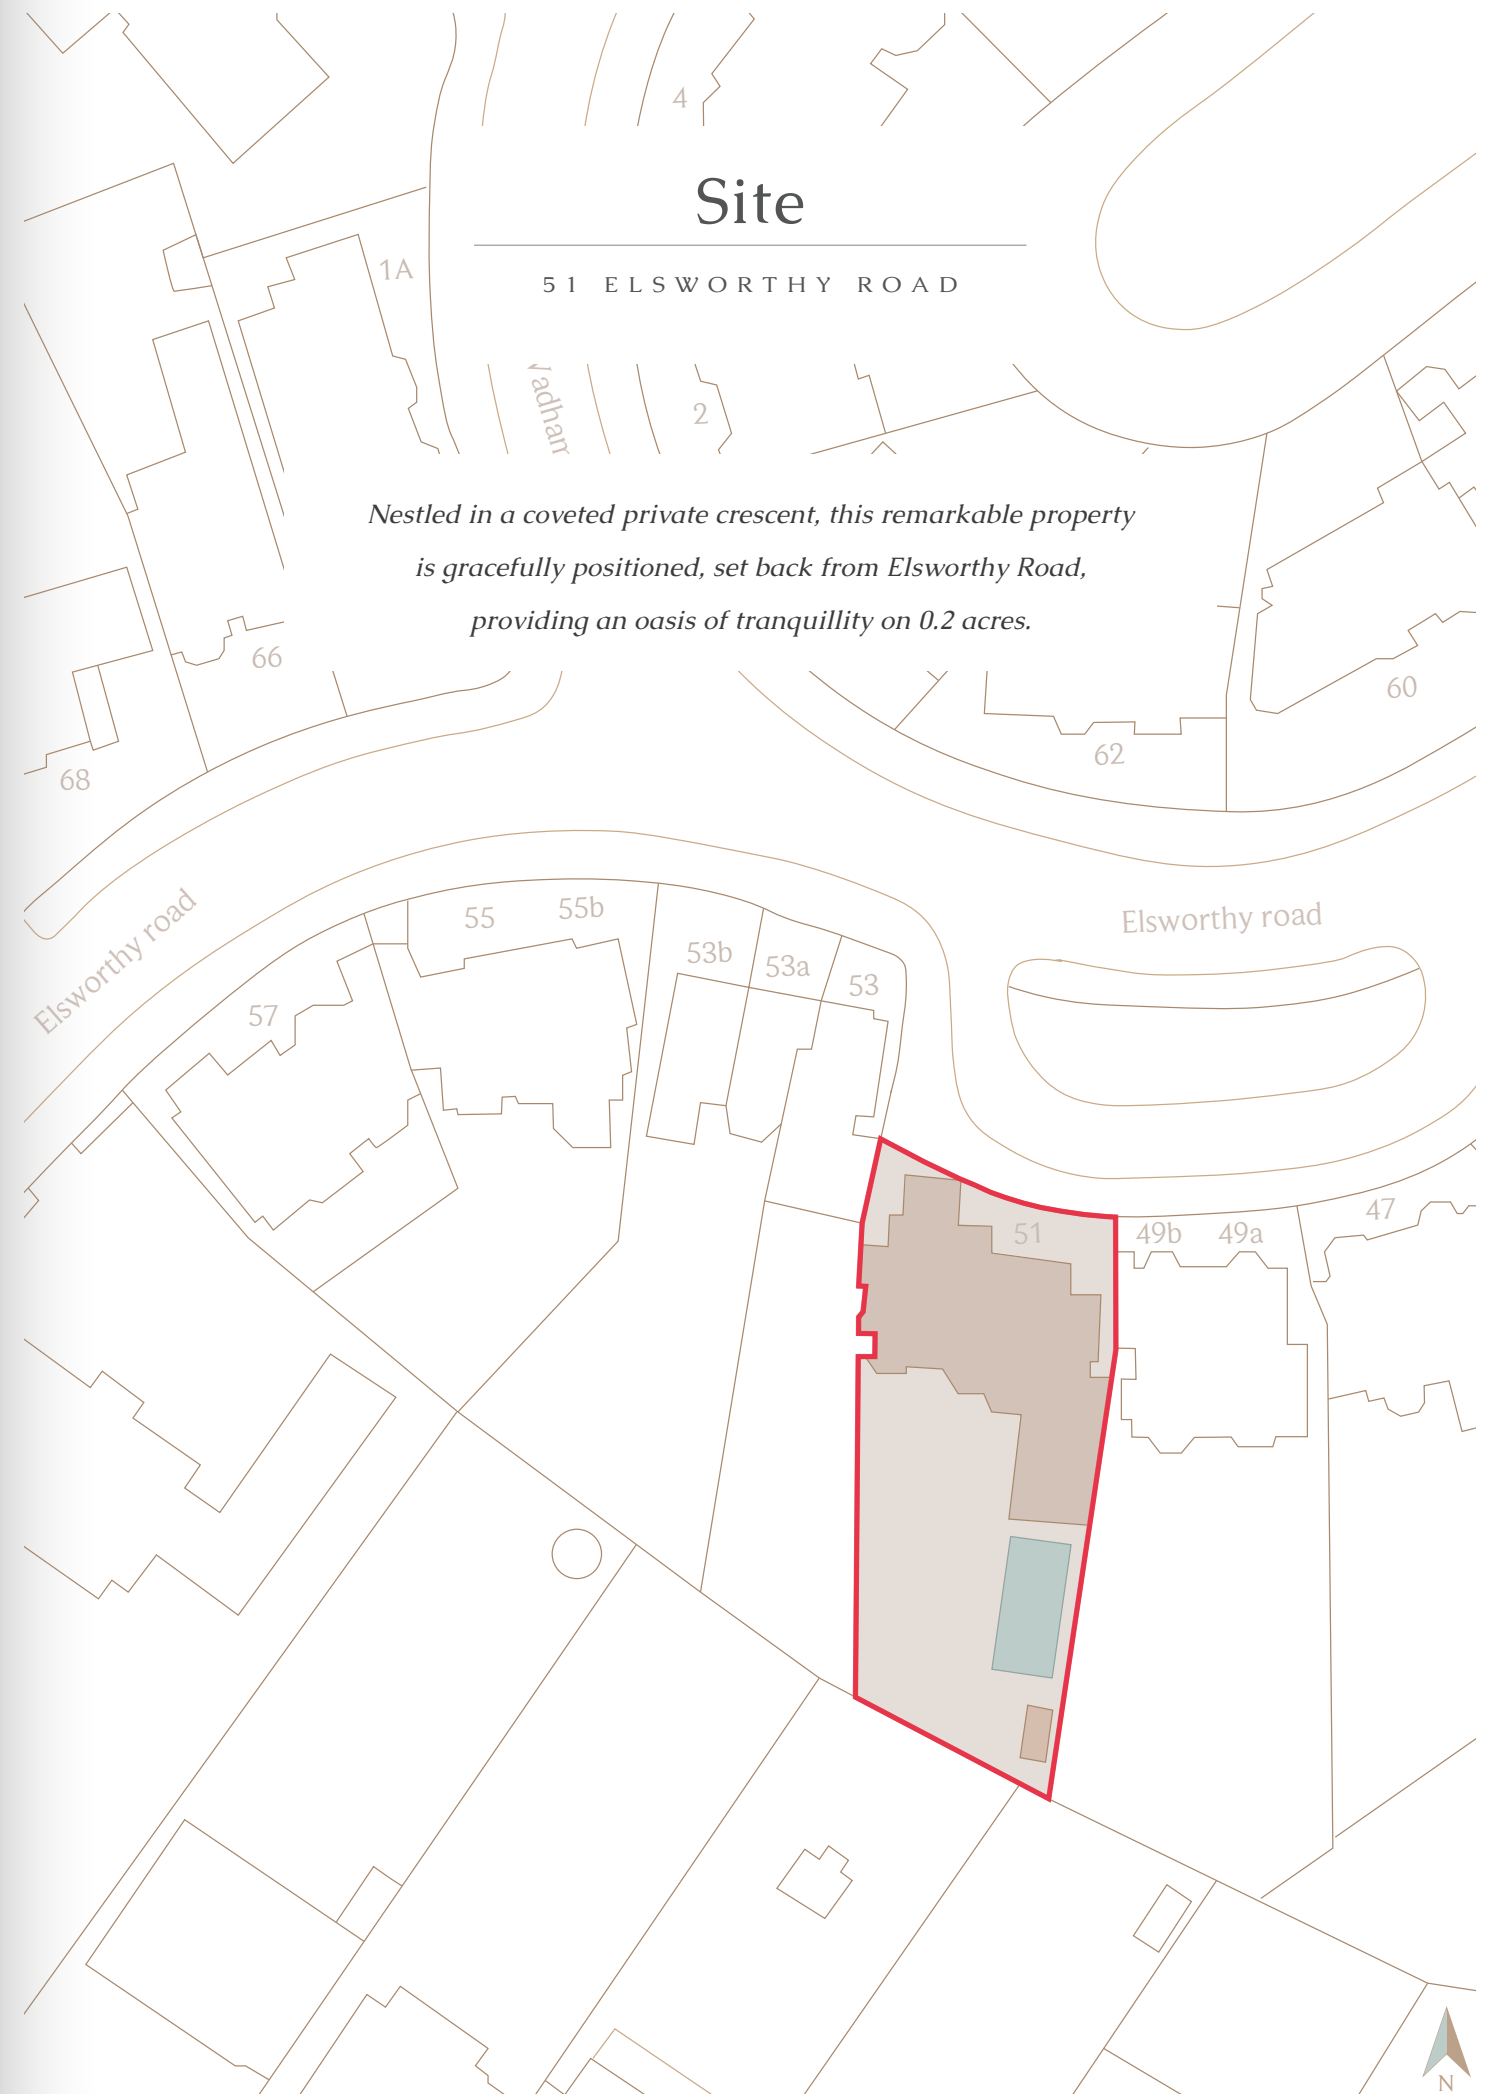 4
Site
51 ELSWORTHY ROAD
1A
2
Nestled in a coveted private crescent, this remarkable property
is gracefully positioned, set back from Elsworthy Road,
providing an oasis of tranquillity on 0.2 acres.
66
60
62
68
Elsworthy road
55
55b
Elsworthy road
53b
53a
53
57
51
49b
49a
47
N